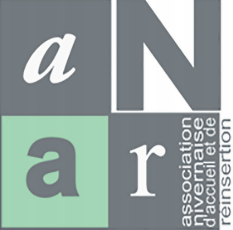 a N
a r
association
nivernaise
d'accueil et de
réinsertion